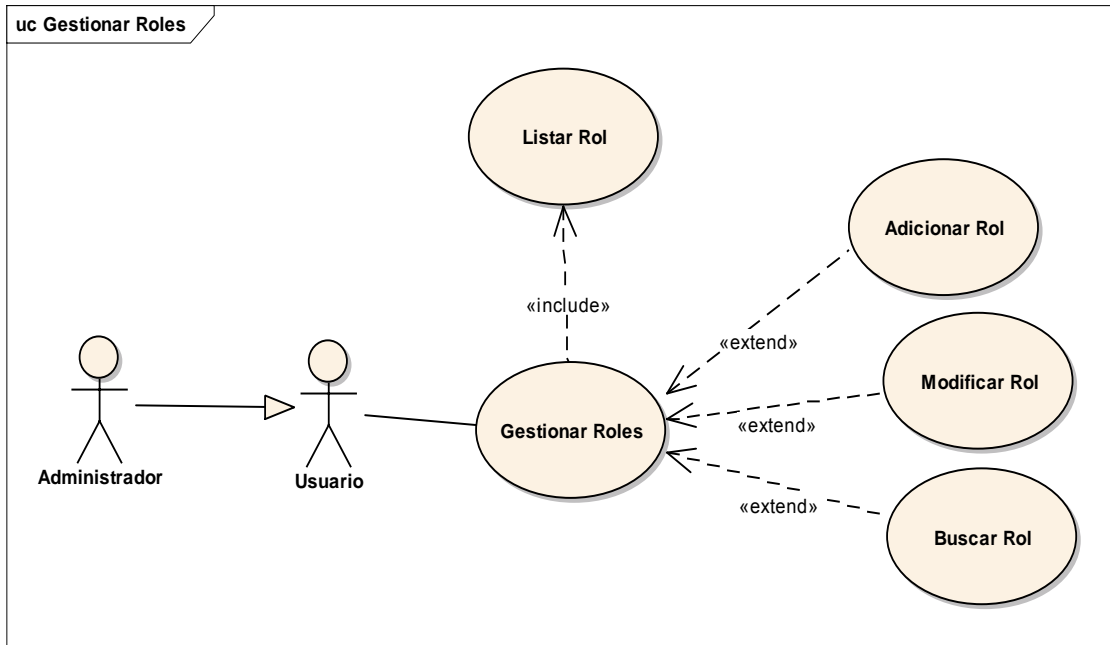 uc Gestionar Roles
Listar Rol
Adicionar Rol
«include»
«extend»
Modificar Rol
«extend»
Gestionar Roles
Administrador
Usuario
«extend»
Buscar Rol